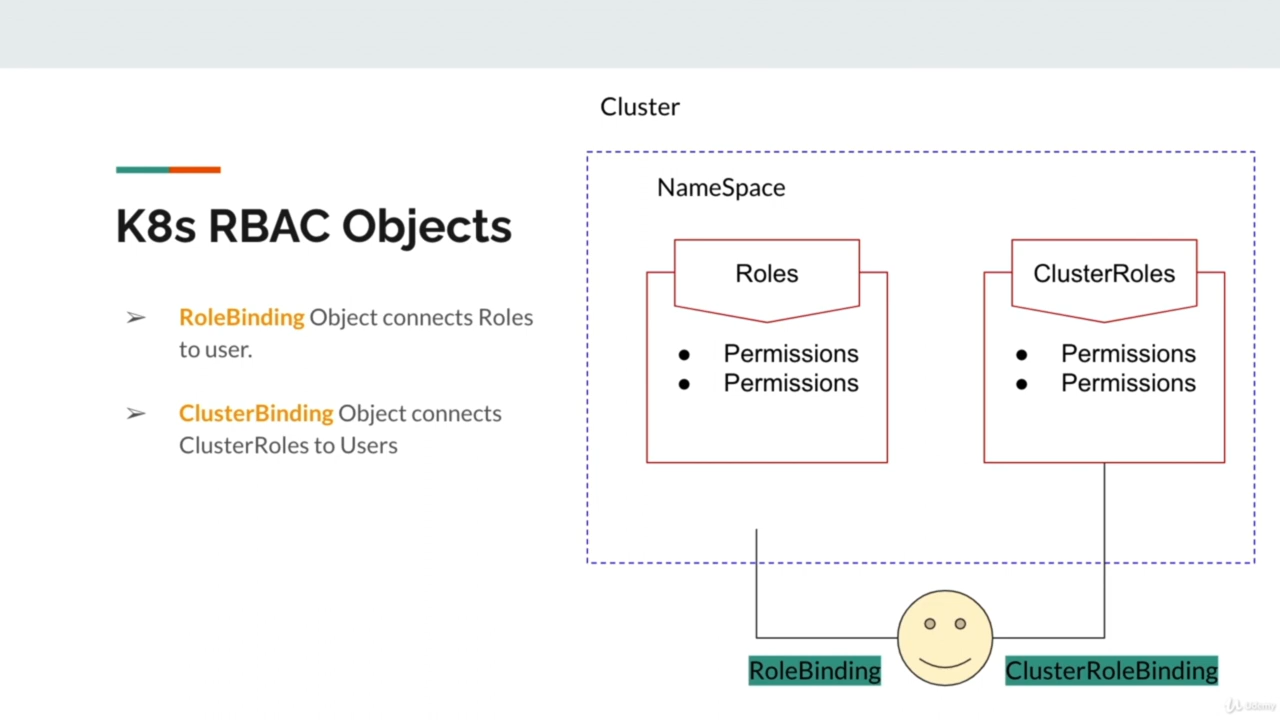 Cluster
NameSpace
K8s RBAC Objects
➢ RoleBinding Object connects Roles
to user.
➢ ClusterBinding Object connects
ClusterRoles to Users
Roles
● Permissions
● Permissions
ClusterRoles
● Permissions
● Permissions
RoleBinding
ClusterRoleBinding
Udemy